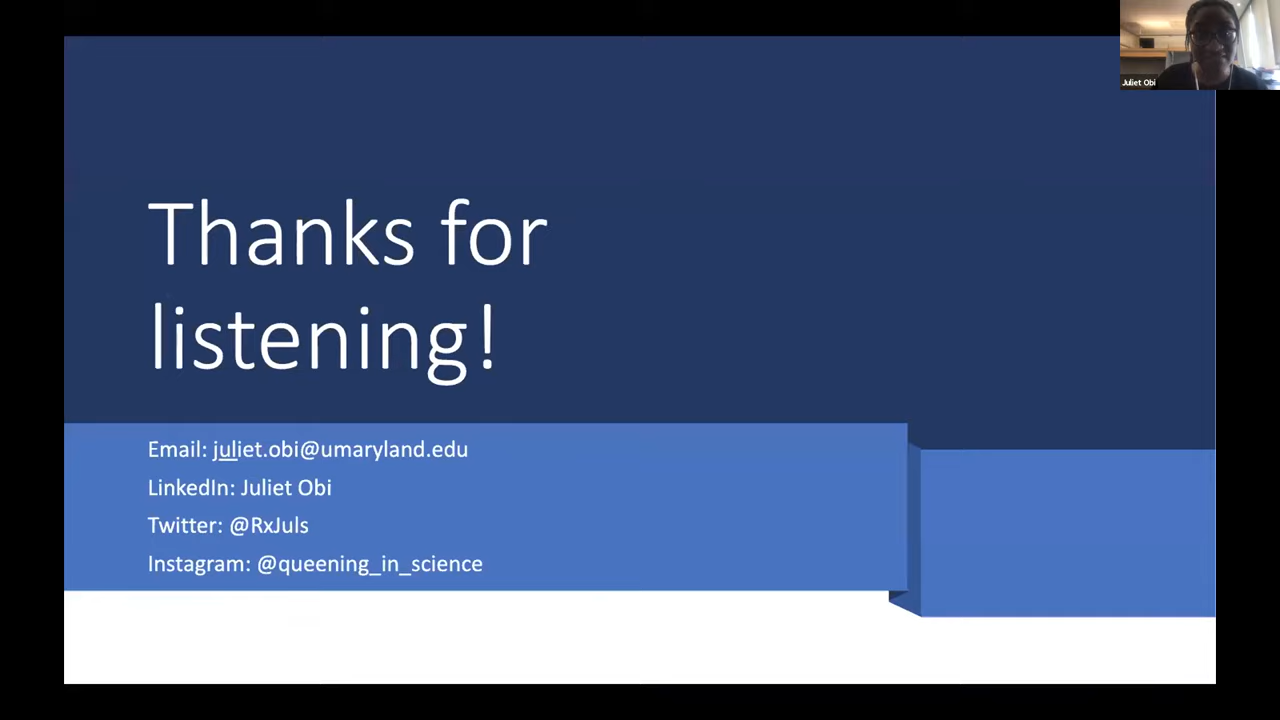 Juliet Obi
Thanks for
listening!
Email: juliet.obi@umaryland.edu
LinkedIn: Juliet Obi
Twitter: @RxJuls
Instagram: @queening_in_science